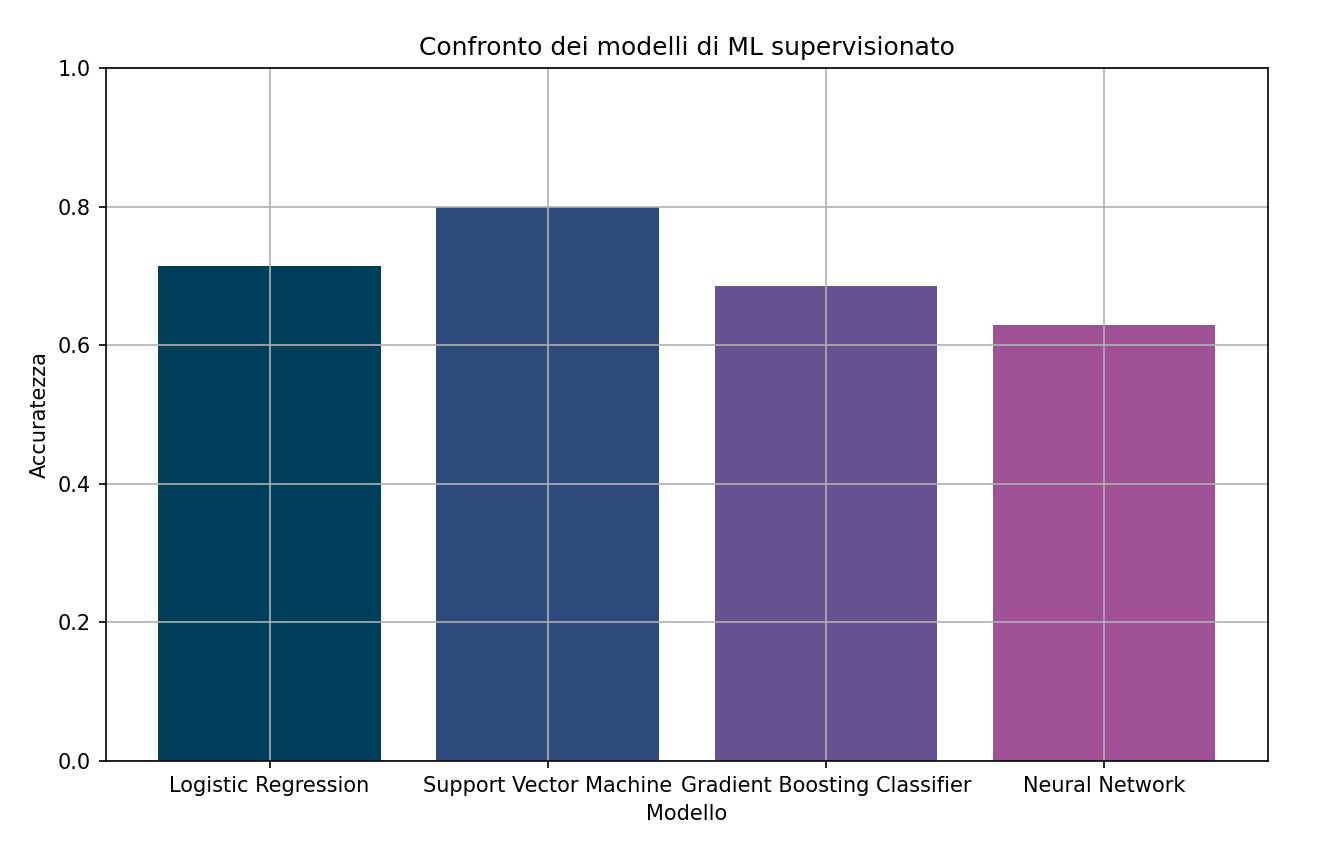 Confronto dei modelli di ML supervisionato
1.0
0.8
0.6
0.4
0.2
0.0
Accuratezza
Logistic Regression
Support Vector Machine
Gradient Boosting Classifier
Neural Network
Modello